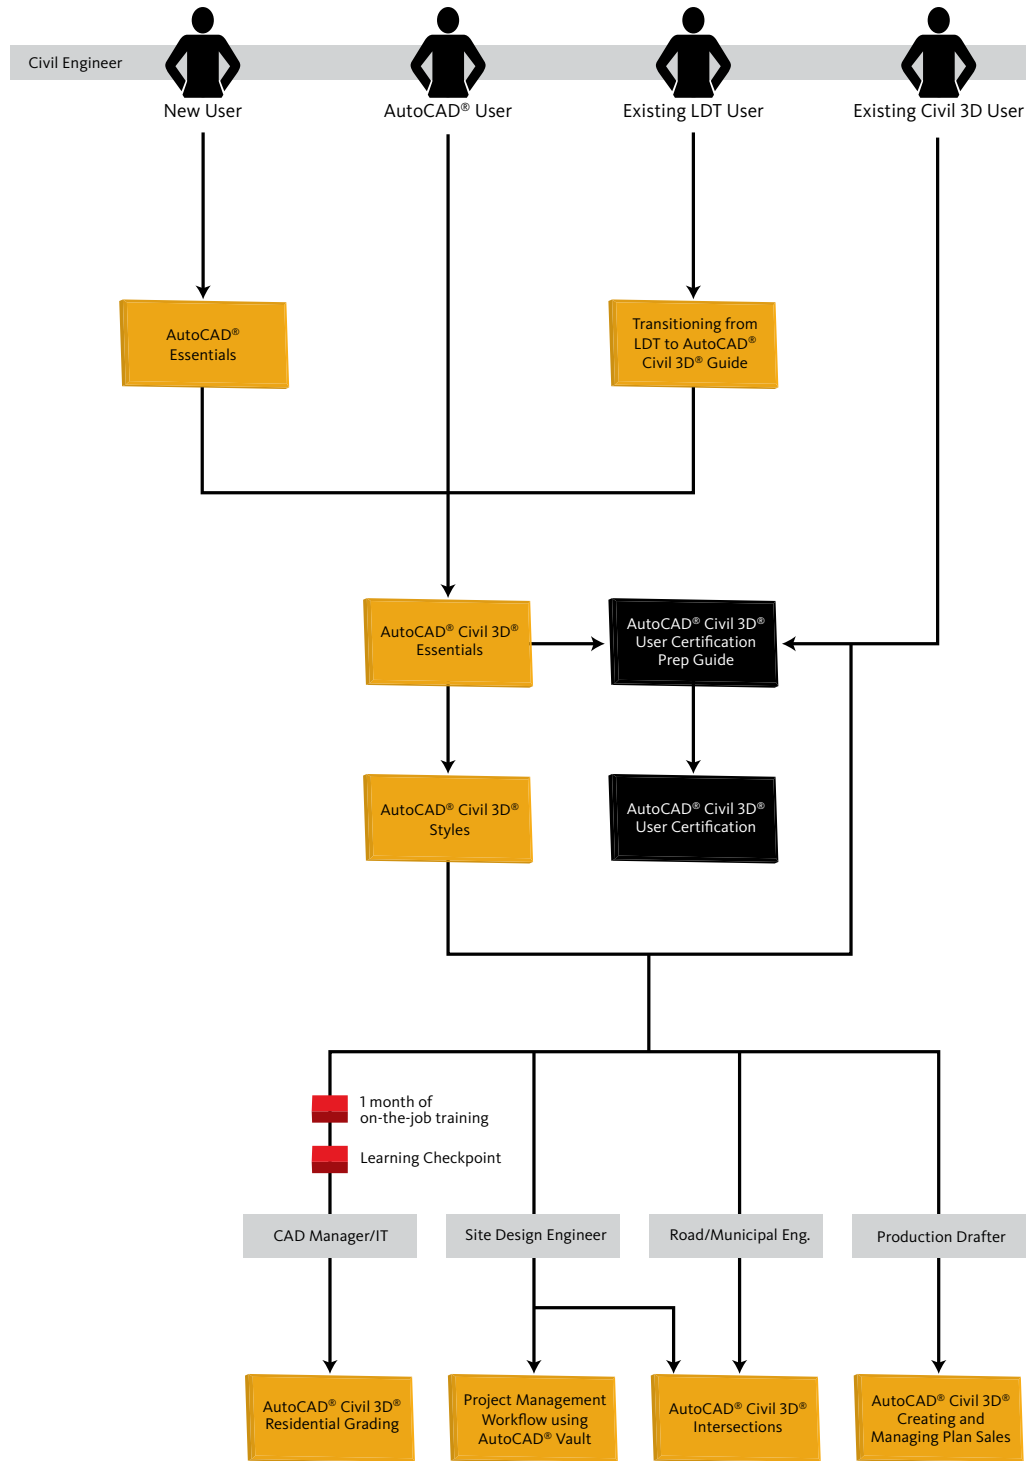 Civil Engineer
New User
AutoCAD® User
Existing LDT User
Existing Civil 3D User
AutoCAD®
Essentials
Transitioning from
LDT to AutoCAD®
Civil 3D® Guide
AutoCAD® Civil 3D®
Essentials
AutoCAD® Civil 3D®
User Certification
Prep Guide
AutoCAD® Civil 3D®
Styles
AutoCAD® Civil 3D®
User Certification
1 month of
on-the-job training
Learning Checkpoint
CAD Manager/IT
Site Design Engineer
Road/Municipal Eng.
Production Drafter
AutoCAD® Civil 3D®
Residential Grading
Project Management
Workflow using
AutoCAD® Vault
AutoCAD® Civil 3D®
Intersections
AutoCAD® Civil 3D®
Creating and
Managing Plan Sales